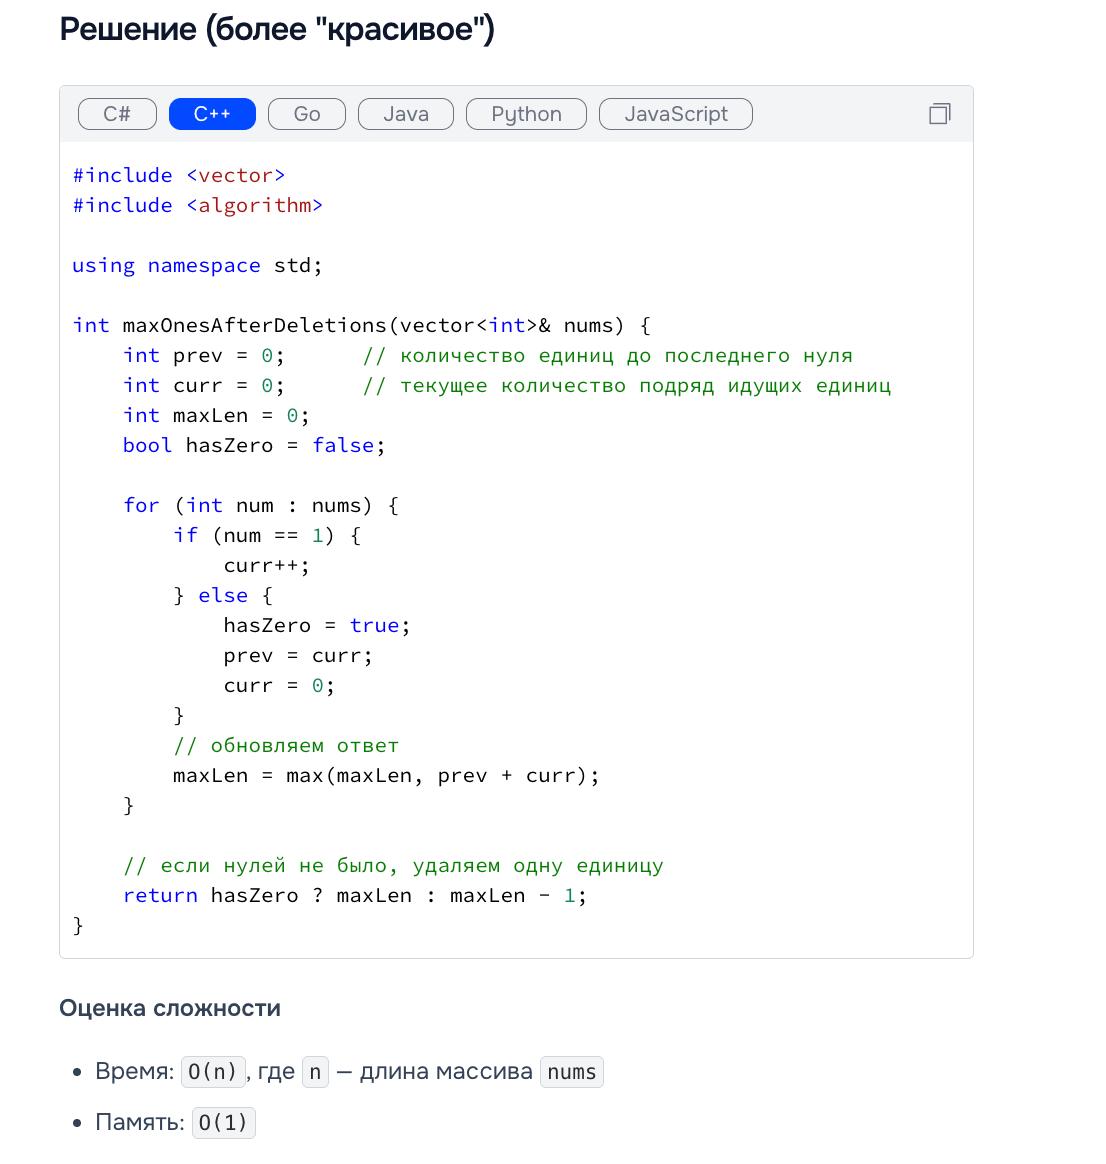 Решение (более "красивое")
C# C++ Go Java Python JavaScript
#include <vector>
#include <algorithm>
using namespace std;
int maxOnesAfterDeletions(vector<int>& nums) {
    int prev = 0;      // количество единиц до последнего нуля
    int curr = 0;      // текущее количество подряд идущих единиц
    int maxLen = 0;
    bool hasZero = false;
    for (int num : nums) {
        if (num == 1) {
            curr++;
        } else {
            hasZero = true;
            prev = curr;
            curr = 0;
        }
        // обновляем ответ
        maxLen = max(maxLen, prev + curr);
    }
    // если нулей не было, удаляем одну единицу
    return hasZero ? maxLen : maxLen - 1;
}
Оценка сложности
• Время: O(n), где n — длина массива nums
• Память: O(1)